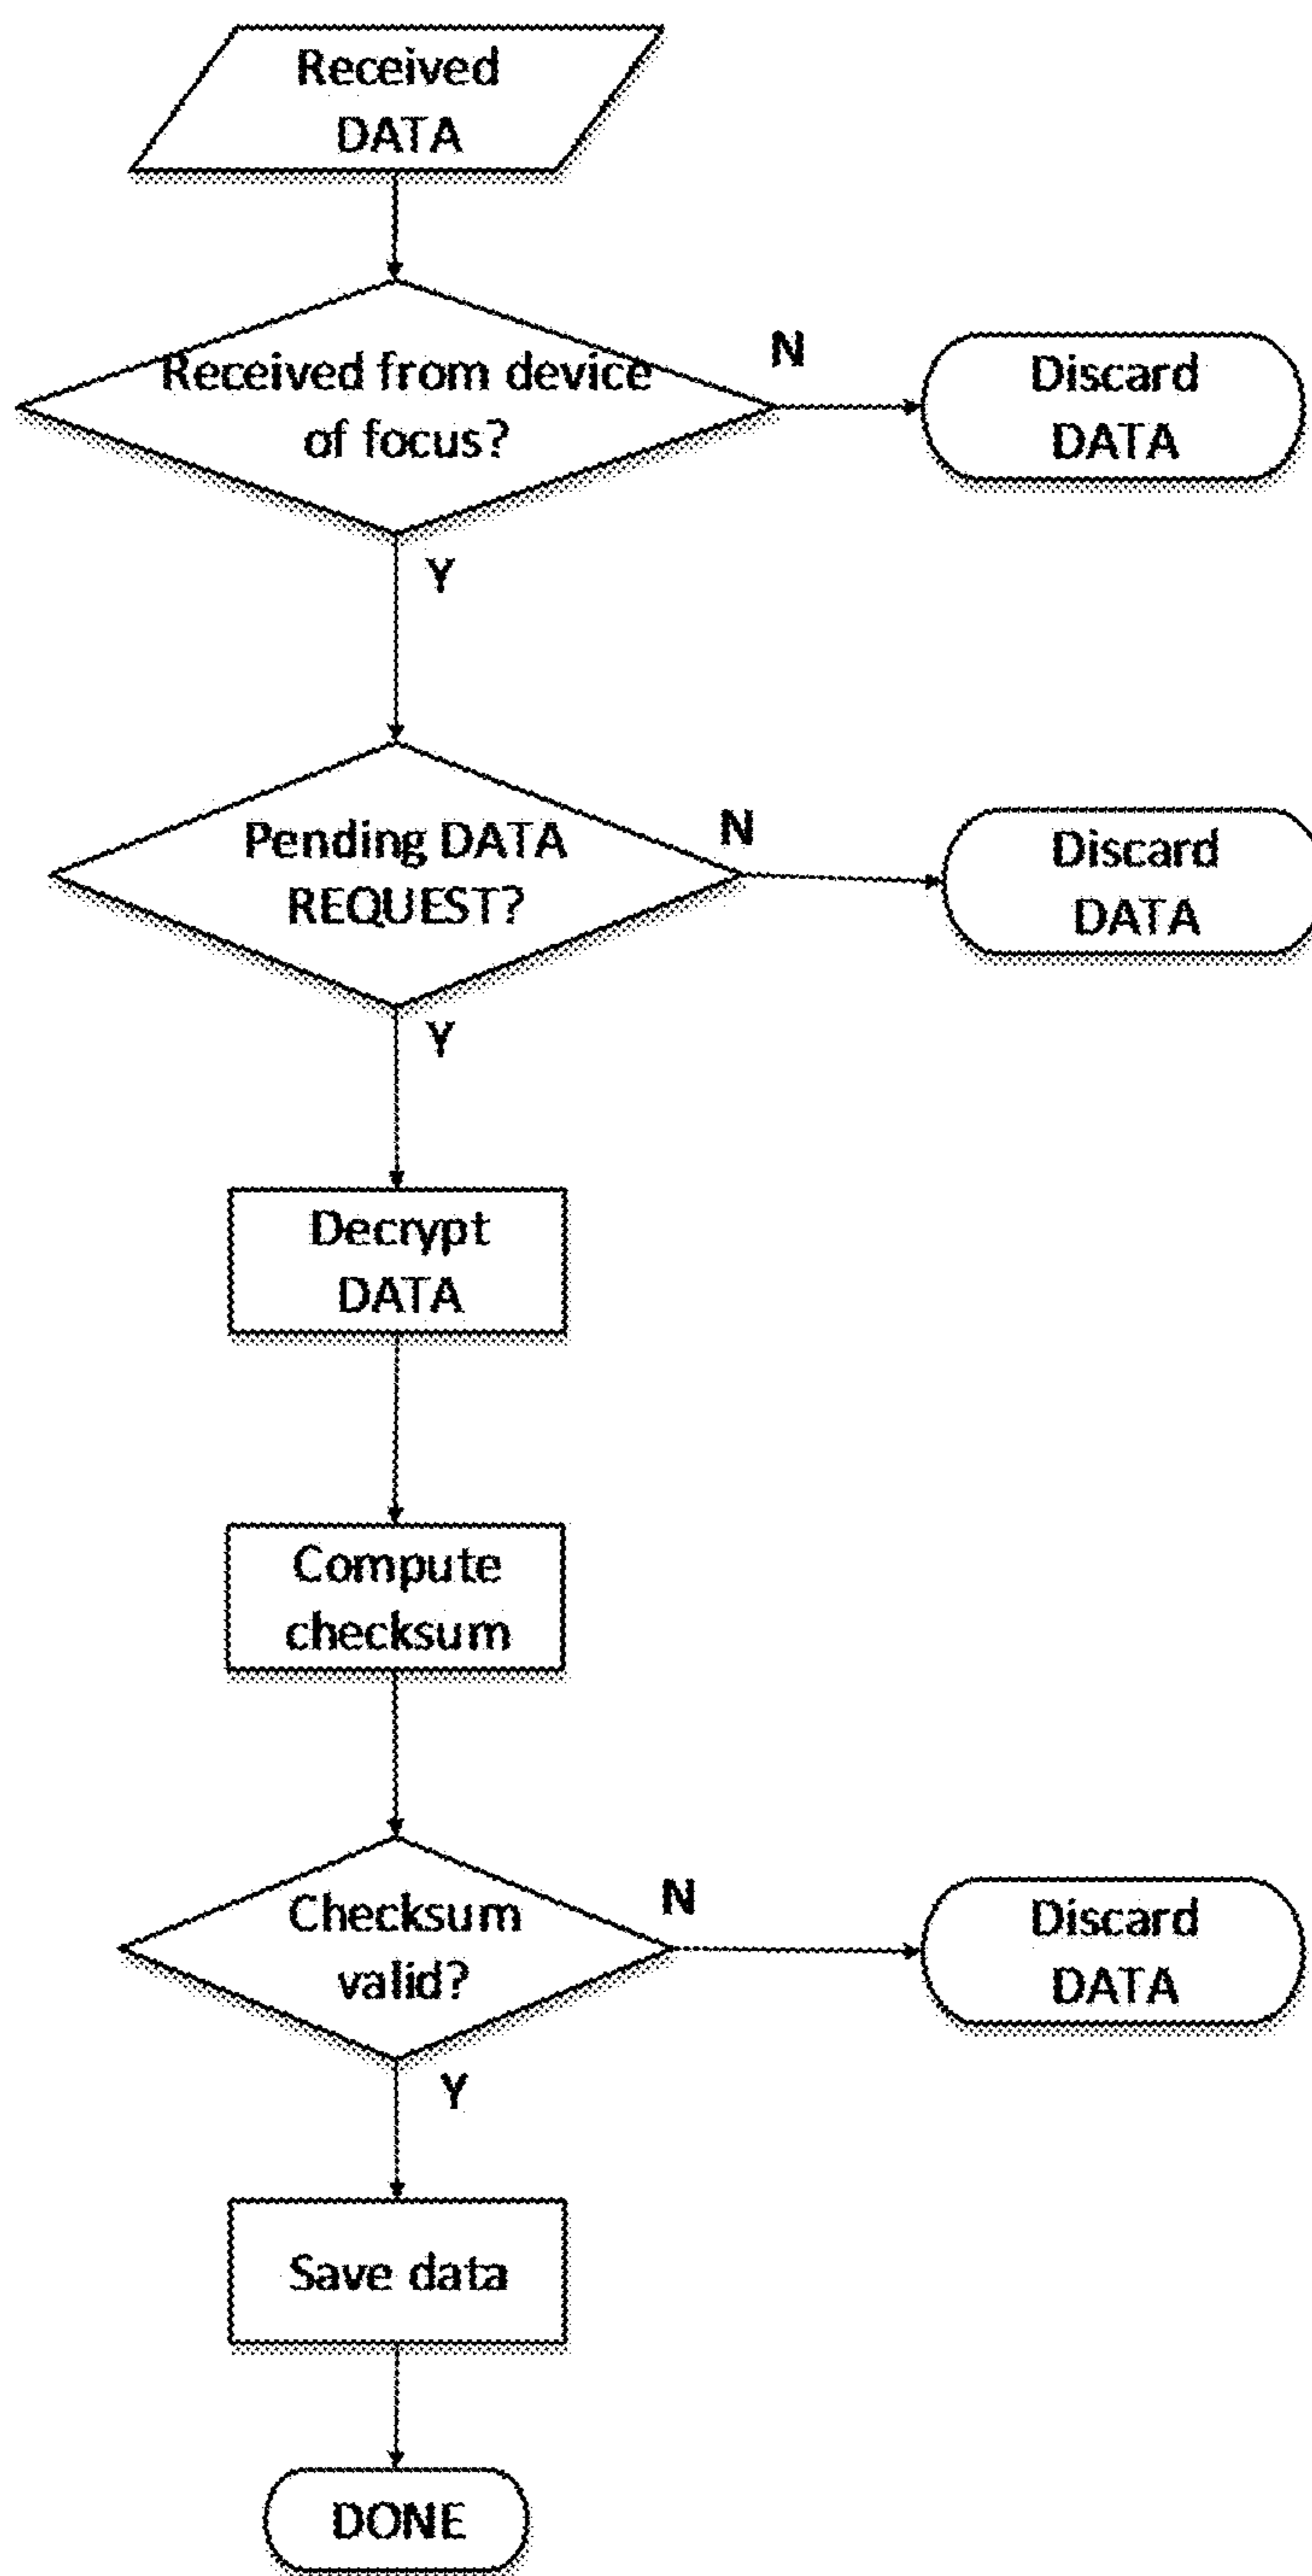 Received
DATA
Received from device
of focus?
N
Discard
DATA
Y
Pending DATA
REQUEST?
N
Discard
DATA
Y
Decrypt
DATA
Compute
checksum
Checksum
valid?
N
Discard
DATA
Y
Save data
DONE